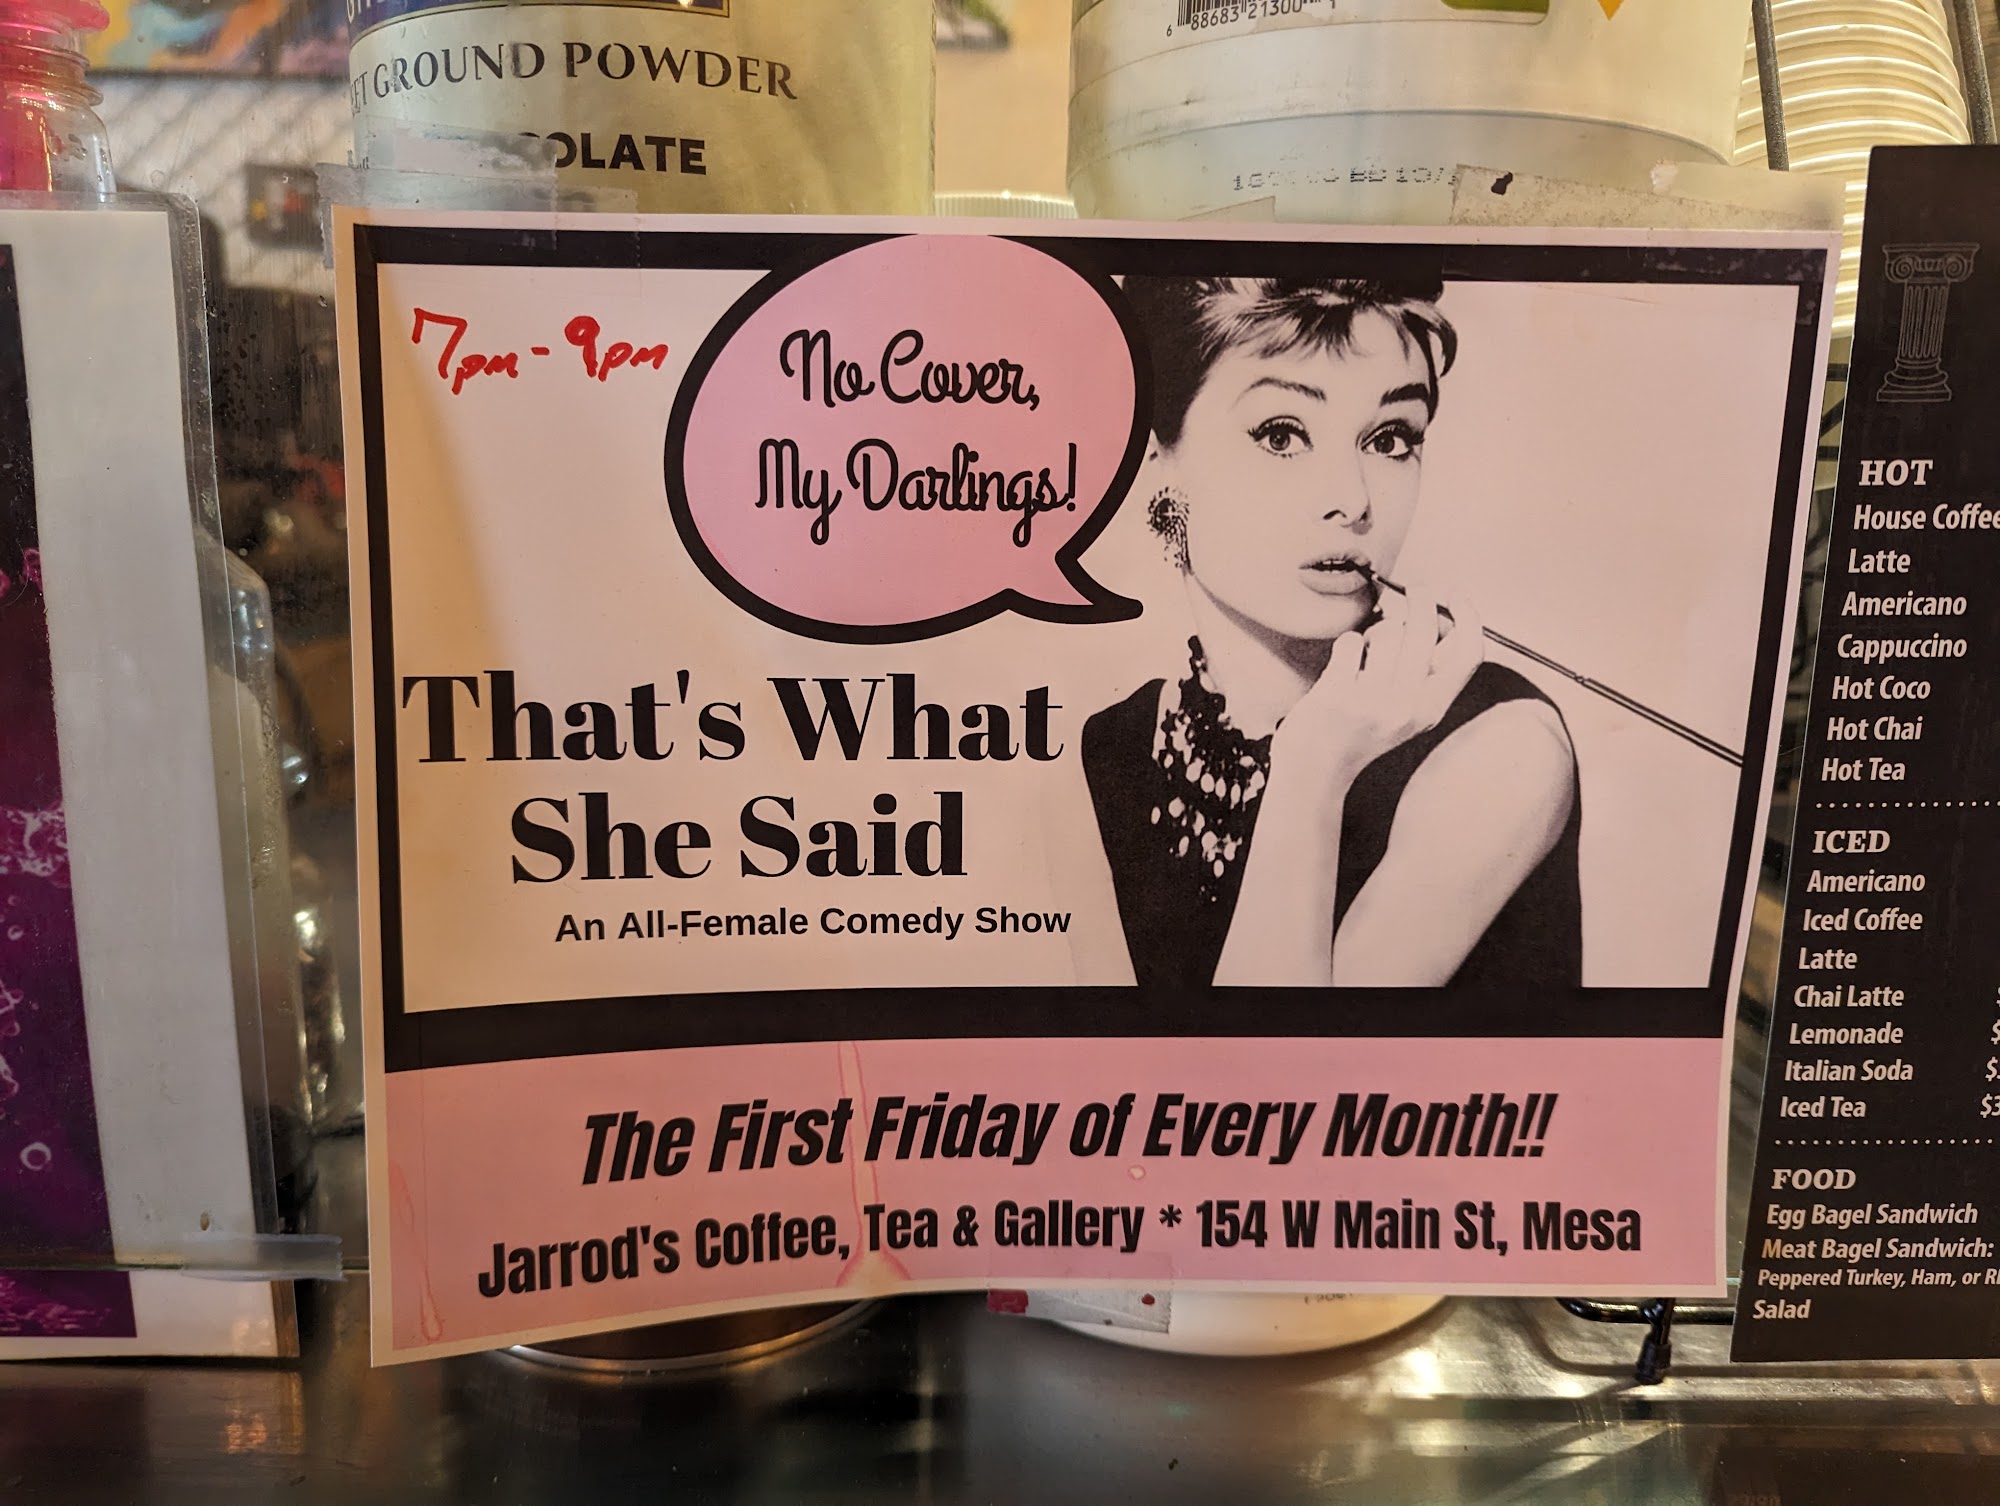 GROUND POWDER
88683 21300
7pm - 9pm
No Cover,
My Darlings!
That's What
She Said
An All-Female Comedy Show
The First Friday of Every Month!!
Jarrod's Coffee, Tea & Gallery * 154 W Main St, Mesa
HOT
House Coffee
Latte
Americano
Cappuccino
Hot Coco
Hot Chai
Hot Tea
ICED
Americano
Iced Coffee
Latte
Chai Latte
Lemonade
Italian Soda
Iced Tea
FOOD
Egg Bagel Sandwich
Meat Bagel Sandwich:
Peppered Turkey, Ham, or
Salad